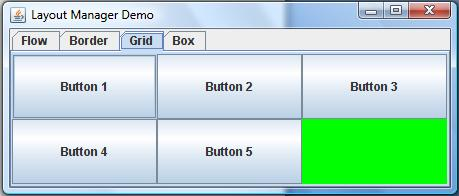 Layout Manager Demo
Flow Border Grid Box
Button 1 Button 2 Button 3
Button 4 Button 5